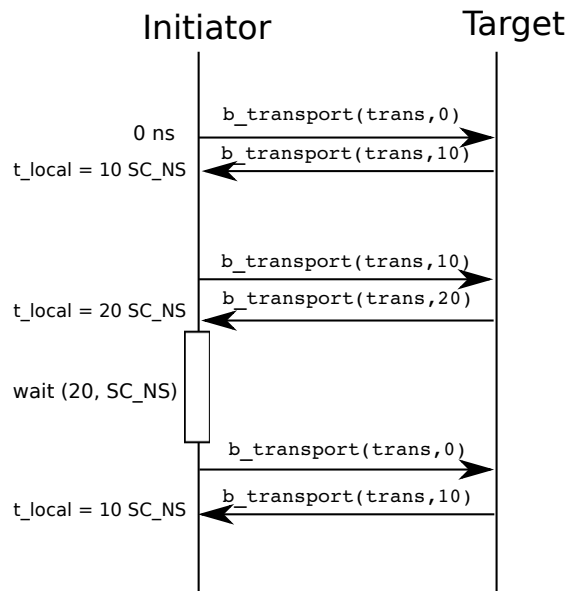 Initiator
Target
b_transport(trans,0)
0 ns
b_transport(trans,10)
t_local = 10 SC_NS
b_transport(trans,10)
b_transport(trans,20)
t_local = 20 SC_NS
wait (20, SC_NS)
b_transport(trans,0)
b_transport(trans,10)
t_local = 10 SC_NS